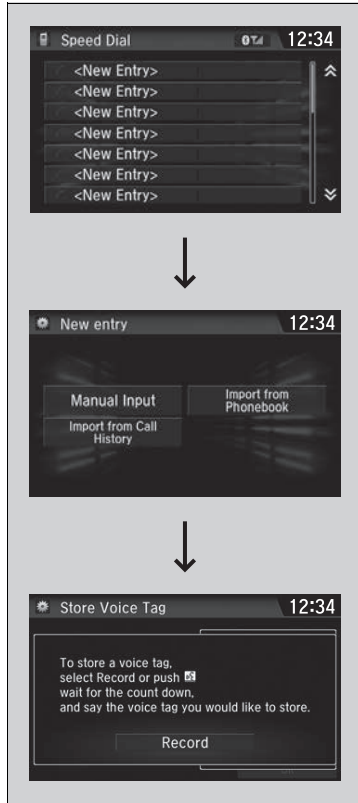 Speed Dial 12:34
<New Entry>
<New Entry>
<New Entry>
<New Entry>
<New Entry>
<New Entry>
<New Entry>
New entry 12:34
Manual Input
Import from
Phonebook
Import from Call
History
Store Voice Tag 12:34
To store a voice tag,
select Record or push
wait for the count down,
and say the voice tag you would like to store.
Record